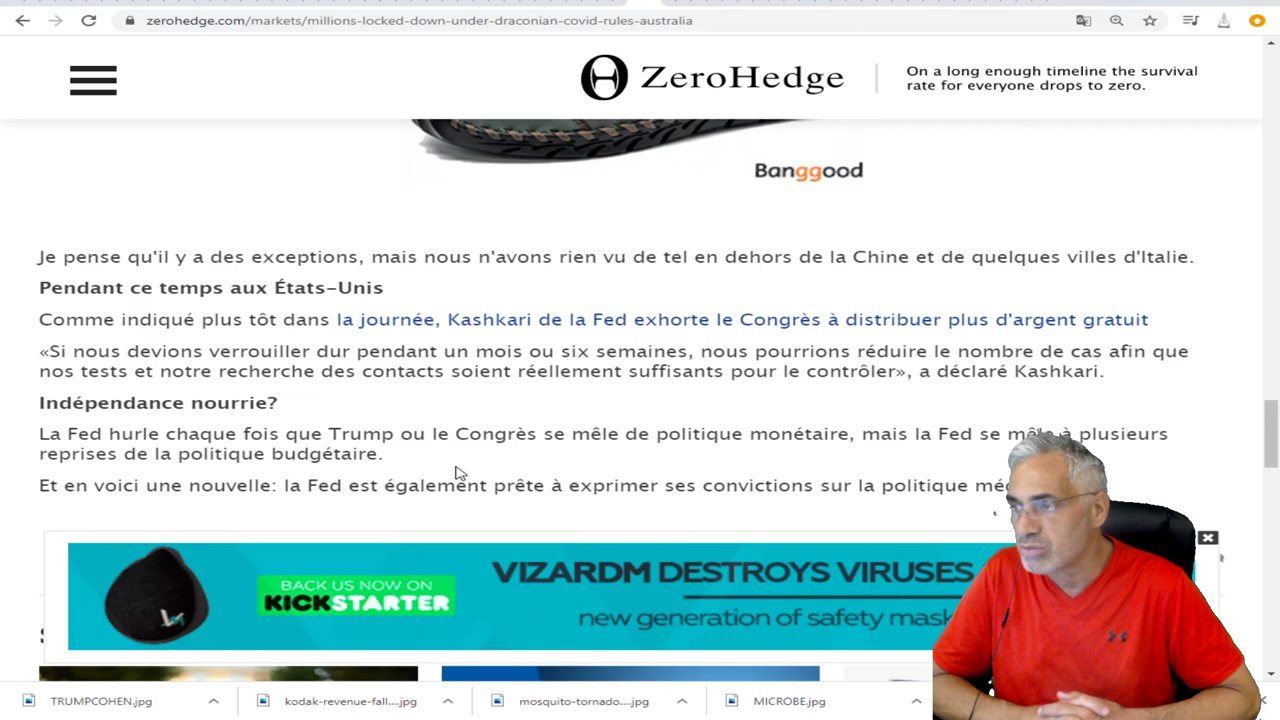 zerohedge.com/markets/millions-locked-down-under-draconian-covid-rules-australia
ZeroHedge
On a long enough timeline the survival
rate for everyone drops to zero.
Banggood
Je pense qu'il y a des exceptions, mais nous n'avons rien vu de tel en dehors de la Chine et de quelques villes d'Italie.
Pendant ce temps aux États-Unis
Comme indiqué plus tôt dans la journée, Kashkari de la Fed exhorte le Congrès à distribuer plus d'argent gratuit
«Si nous devions verrouiller dur pendant un mois ou six semaines, nous pourrions réduire le nombre de cas afin que
nos tests et notre recherche des contacts soient réellement suffisants pour le contrôler», a déclaré Kashkari.
Indépendance nourrie?
La Fed hurle chaque fois que Trump ou le Congrès se mêle de politique monétaire, mais la Fed se mêle à plusieurs
reprises de la politique budgétaire.
Et en voici une nouvelle: la Fed est également prête à exprimer ses convictions sur la politique
BACK US NOW ON
KICKSTARTER
VIZARDM DESTROYS VIRUSES
new generation of safety mask
TRUMPCOHEN.jpg
kodak-revenue-fall....jpg
mosquito-tornado....jpg
MICROBE.jpg